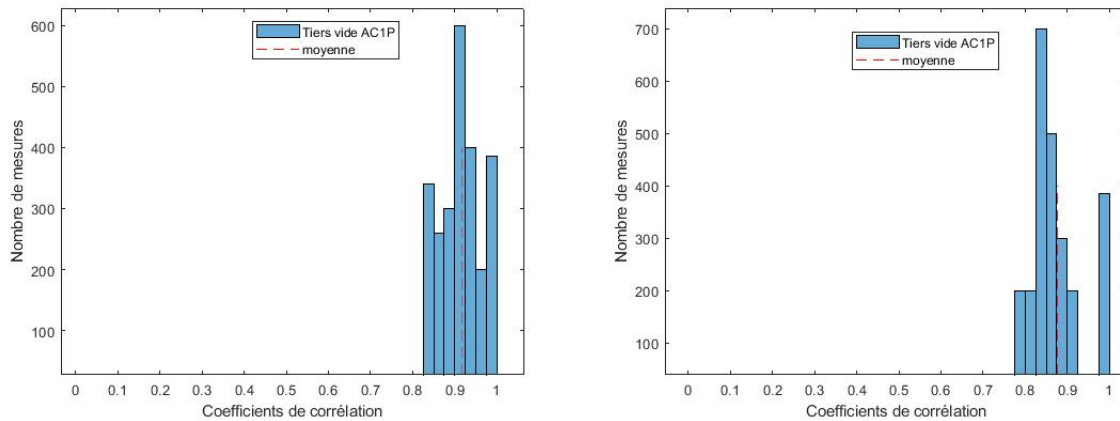 600
500
400
300
200
100
Nombre de mesures
Tiers vide AC1P
moyenne
0 0.1 0.2 0.3 0.4 0.5 0.6 0.7 0.8 0.9 1
Coefficients de corrélation
700
600
500
400
300
200
100
Nombre de mesures
Tiers vide AC1P
moyenne
0 0.1 0.2 0.3 0.4 0.5 0.6 0.7 0.8 0.9 1
Coefficients de corrélation